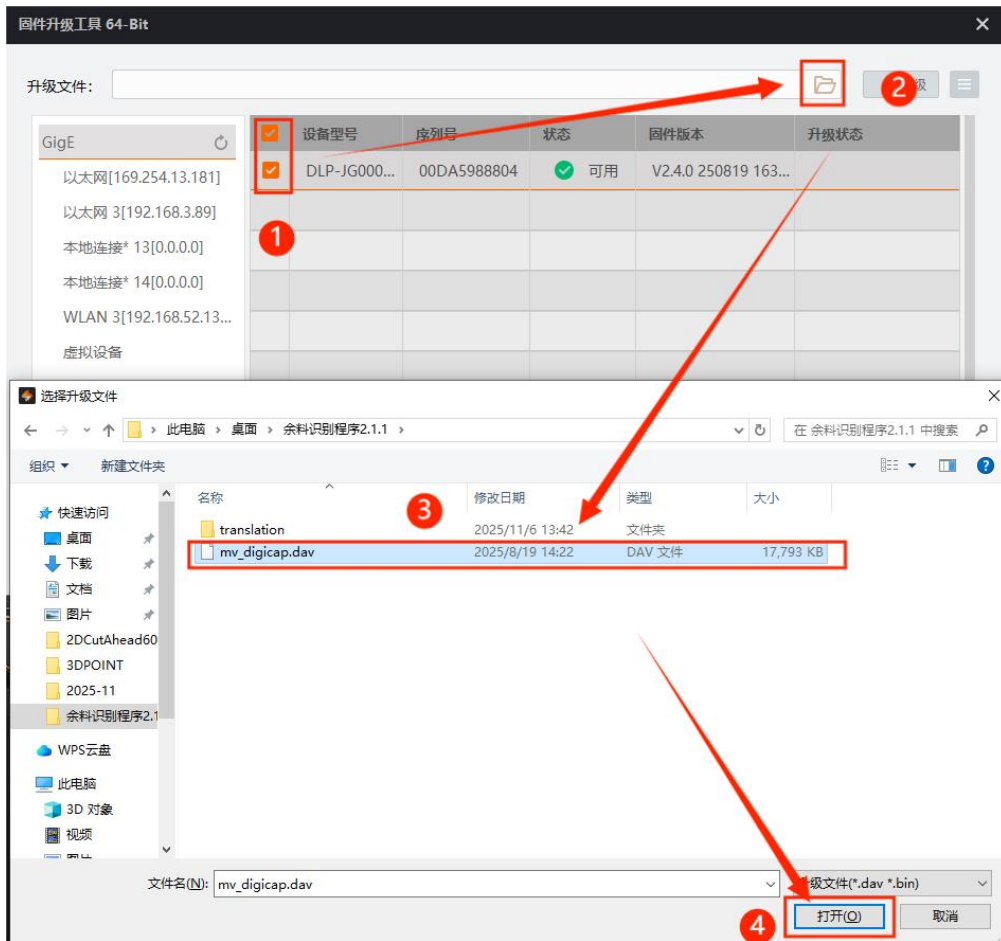 固件升级工具 64-Bit
升级文件:
2
级
GigE
设备型号 序列号 状态 固件版本 升级状态
以太网[169.254.13.181]
DLP-JG000... 00DA5988804 可用 V2.4.0 250819 163...
以太网 3[192.168.3.89]
1
本地连接* 13[0.0.0.0]
本地连接* 14[0.0.0.0]
WLAN 3[192.168.52.13...
虚拟设备
选择升级文件
此电脑 › 桌面 › 余料识别程序2.1.1 ›
在 余料识别程序2.1.1 中搜索
组织 新建文件夹
名称 修改日期 类型 大小
3
快速访问
translation 2025/11/6 13:42 文件夹
桌面
mv_digicap.dav 2025/8/19 14:22 DAV 文件 17,793 KB
下载
文档
图片
2DCutAhead60
3DPOINT
2025-11
余料识别程序2.1
WPS云盘
此电脑
3D 对象
视频
文件名(N): mv_digicap.dav
级文件(*.dav *.bin)
4
打开(O) 取消